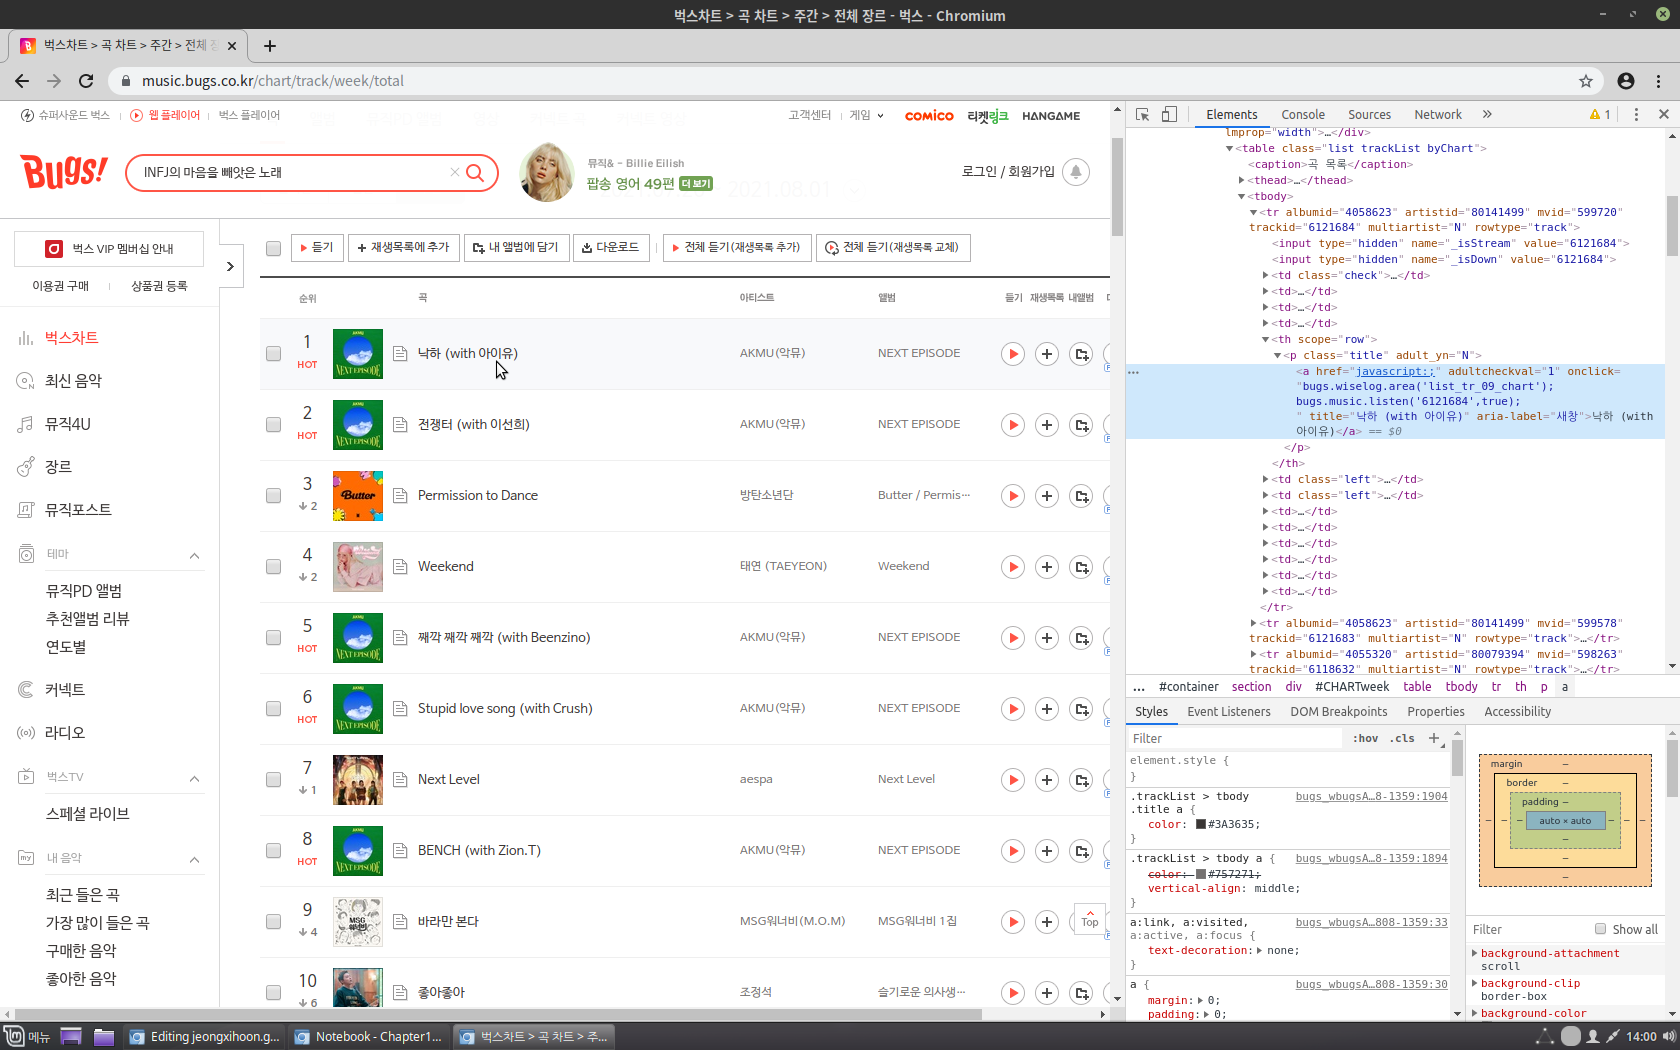 벅스차트 > 곡 차트 > 주간 > 전체 장르 - 벅스 - Chromium
벅스차트 > 곡 차트 > 주간 > 전체 장
music.bugs.co.kr/chart/track/week/total
슈퍼사운드 벅스 웹 플레이어 벅스 플레이어
고객센터 게임 comico 티켓링크 HANGAME
Bugs!
INFJ의 마음을 빼앗은 노래
뮤직& - Billie Eilish
팝송 영어 49편 더 보기
2021.08.01
로그인 / 회원가입
벅스 VIP 멤버십 안내
이용권 구매 상품권 등록
벅스차트
최신 음악
뮤직4U
장르
뮤직포스트
테마
뮤직PD 앨범
추천앨범 리뷰
연도별
커넥트
라디오
벅스TV
스페셜 라이브
my 내 음악
최근 들은 곡
가장 많이 들은 곡
구매한 음악
좋아한 음악
듣기 재생목록에 추가 내 앨범에 담기 다운로드 전체 듣기(재생목록 추가) 전체 듣기(재생목록 교체)
순위 곡 아티스트 앨범 듣기 재생목록 내앨범
1 HOT 낙하 (with 아이유) AKMU(악뮤) NEXT EPISODE
2 HOT 전쟁터 (with 이선희) AKMU(악뮤) NEXT EPISODE
3 2 Butter Permission to Dance 방탄소년단 Butter / Permis···
4 2 Weekend 태연 (TAEYEON) Weekend
5 HOT 째깍 째깍 째깍 (with Beenzino) AKMU(악뮤) NEXT EPISODE
6 HOT Stupid love song (with Crush) AKMU(악뮤) NEXT EPISODE
7 1 Next Level aespa Next Level
8 HOT BENCH (with Zion.T) AKMU(악뮤) NEXT EPISODE
9 4 MSG워너비 바라만 본다 MSG워너비(M.O.M) MSG워너비 1집
10 6 좋아좋아 조정석 슬기로운 의사생···
Top
Elements Console Sources Network » 1
lmprop="width">…</div>
<table class="list trackList byChart">
<caption>곡 목록</caption>
<thead>…</thead>
<tbody>
<tr albumid="4058623" artistid="80141499" mvid="599720"
trackid="6121684" multiartist="N" rowtype="track">
<input type="hidden" name="_isStream" value="6121684">
<input type="hidden" name="_isDown" value="6121684">
<td class="check">…</td>
<td>…</td>
<td>…</td>
<td>…</td>
<th scope="row">
<p class="title" adult_yn="N">
<a href="javascript:;" adultcheckval="1" onclick=
"bugs.wiselog.area('list_tr_09_chart');
bugs.music.listen('6121684',true);
" title="낙하 (with 아이유)" aria-label="새창">낙하 (with
아이유)</a> == $0
</p>
</th>
<td class="left">…</td>
<td class="left">…</td>
<td>…</td>
<td>…</td>
<td>…</td>
<td>…</td>
<td>…</td>
<td>…</td>
</tr>
<tr albumid="4058623" artistid="80141499" mvid="599578"
trackid="6121683" multiartist="N" rowtype="track">…</tr>
<tr albumid="4055320" artistid="80079394" mvid="598263"
trackid="6118632" multiartist="N" rowtype="track">…</tr>
… #container section div #CHARTweek table tbody tr th p a
Styles Event Listeners DOM Breakpoints Properties Accessibility
Filter :hov .cls +
element.style {
}
.trackList > tbody bugs_wbugsA…8-1359:1904
.title a {
color: #3A3635;
}
.trackList > tbody a { bugs_wbugsA…8-1359:1894
color: #757271;
vertical-align: middle;
}
a:link, a:visited, bugs_wbugsA…808-1359:33
a:active, a:focus {
text-decoration: none;
}
a { bugs_wbugsA…808-1359:30
margin: 0;
padding: 0;
margin –
border –
padding –
– – – auto × auto – – –
–
–
–
Filter Show all
background-attachment
scroll
background-clip
border-box
background-color
메뉴 Editing jeongxihoon.g... Notebook - Chapter1... 벅스차트 > 곡 차트 > 주... 14:00